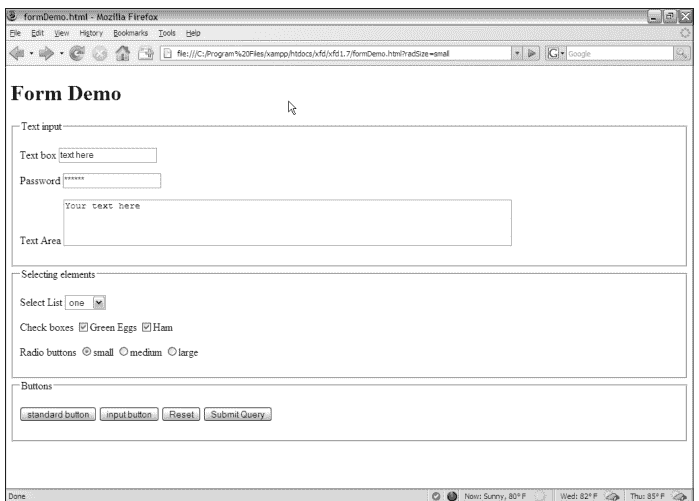 formDemo.html - Mozilla Firefox
File Edit View History Bookmarks Tools Help
file:///C:/Program%20Files/xampp/htdocs/xfd/xfd1.7/formDemo.html?radSize=small
G Google
Form Demo
Text input
Text box text here
Password ******
Your text here
Text Area
Selecting elements
Select List one
Check boxes Green Eggs Ham
Radio buttons small medium large
Buttons
standard button input button Reset Submit Query
Done Now: Sunny, 80° F Wed: 82° F Thu: 85° F